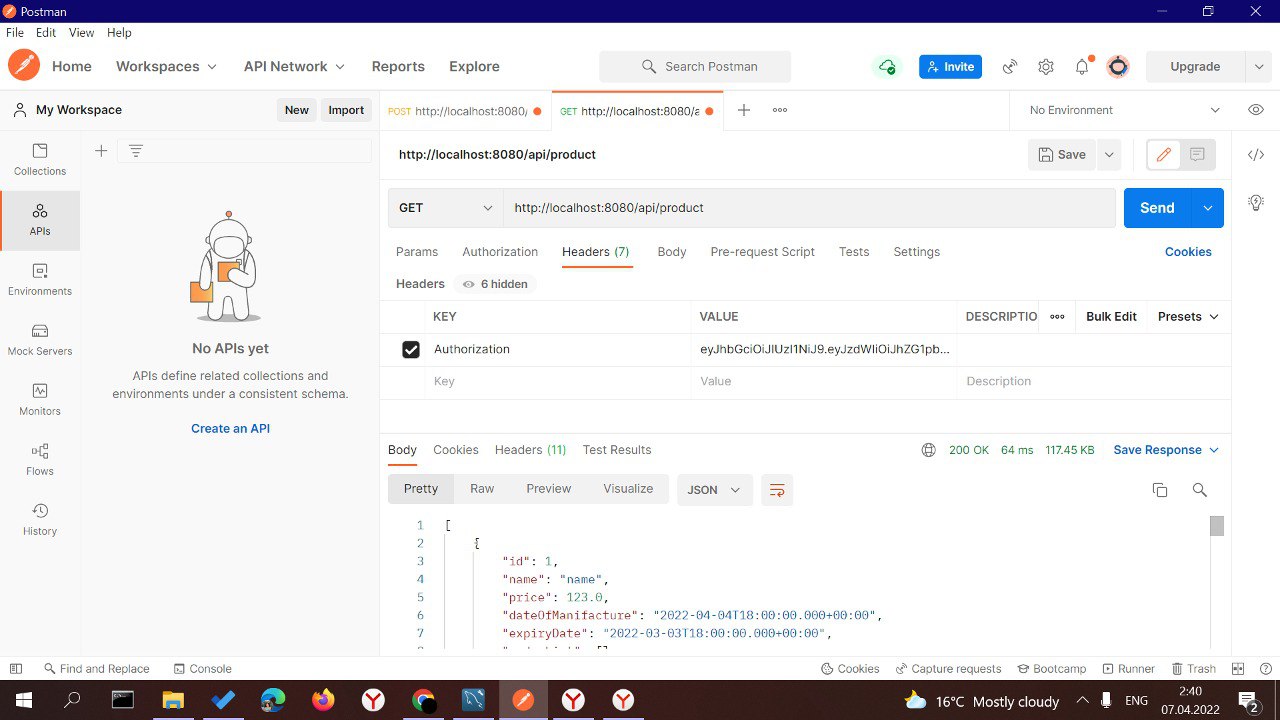 Postman
File Edit View Help
Home Workspaces API Network Reports Explore Search Postman Invite Upgrade
My Workspace New Import POST http://localhost:8080/ GET http://localhost:8080/a No Environment
http://localhost:8080/api/product Save
GET http://localhost:8080/api/product Send
Params Authorization Headers (7) Body Pre-request Script Tests Settings Cookies
Headers 6 hidden
KEY VALUE DESCRIPTIO Bulk Edit Presets
Authorization eyJhbGciOiJIUzI1NiJ9.eyJzdWIiOiJhZG1pb...
Key Value Description
Collections
APIs
Environments
Mock Servers
Monitors
Flows
History
No APIs yet
APIs define related collections and
environments under a consistent schema.
Create an API
Body Cookies Headers (11) Test Results 200 OK 64 ms 117.45 KB Save Response
Pretty Raw Preview Visualize JSON
1 [
2 {
3 "id": 1,
4 "name": "name",
5 "price": 123.0,
6 "dateOfManifacture": "2022-04-04T18:00:00.000+00:00",
7 "expiryDate": "2022-03-03T18:00:00.000+00:00",
Find and Replace Console Cookies Capture requests Bootcamp Runner Trash
16°C Mostly cloudy ENG 2:40
07.04.2022 2